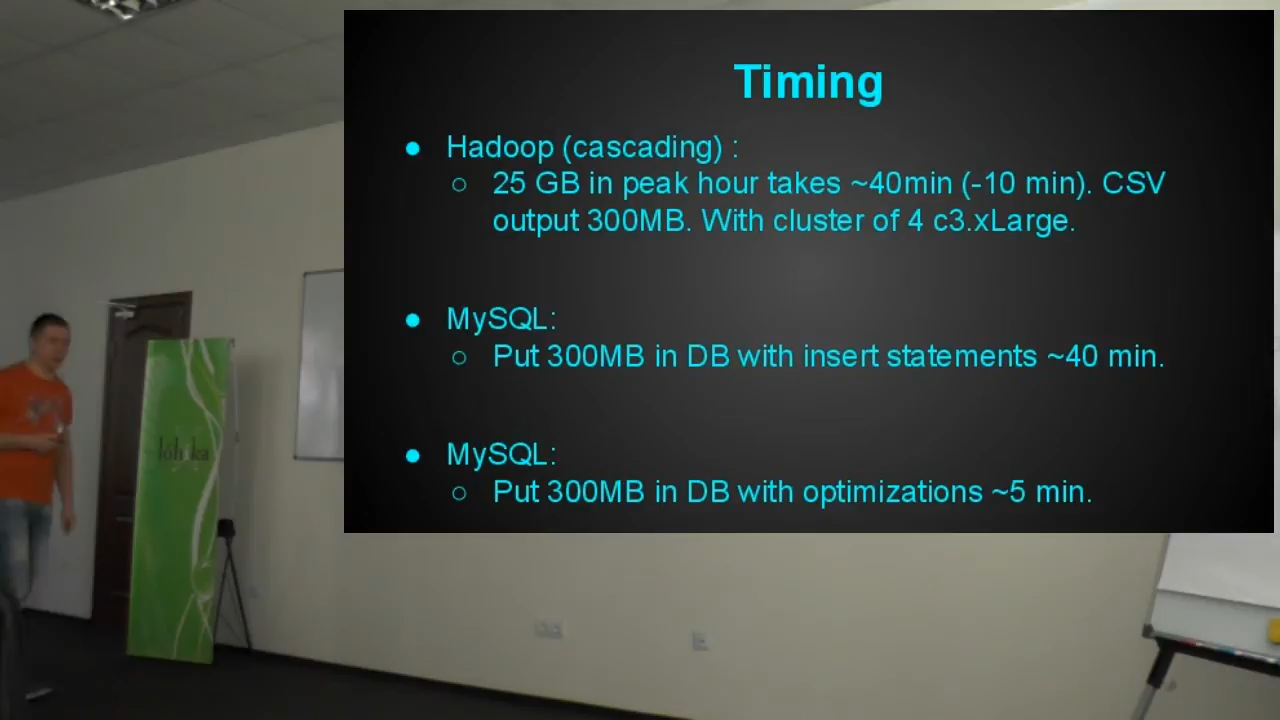 Timing
● Hadoop (cascading) :
○ 25 GB in peak hour takes ~40min (-10 min). CSV
output 300MB. With cluster of 4 c3.xLarge.
● MySQL:
○ Put 300MB in DB with insert statements ~40 min.
● MySQL:
○ Put 300MB in DB with optimizations ~5 min.
lohika